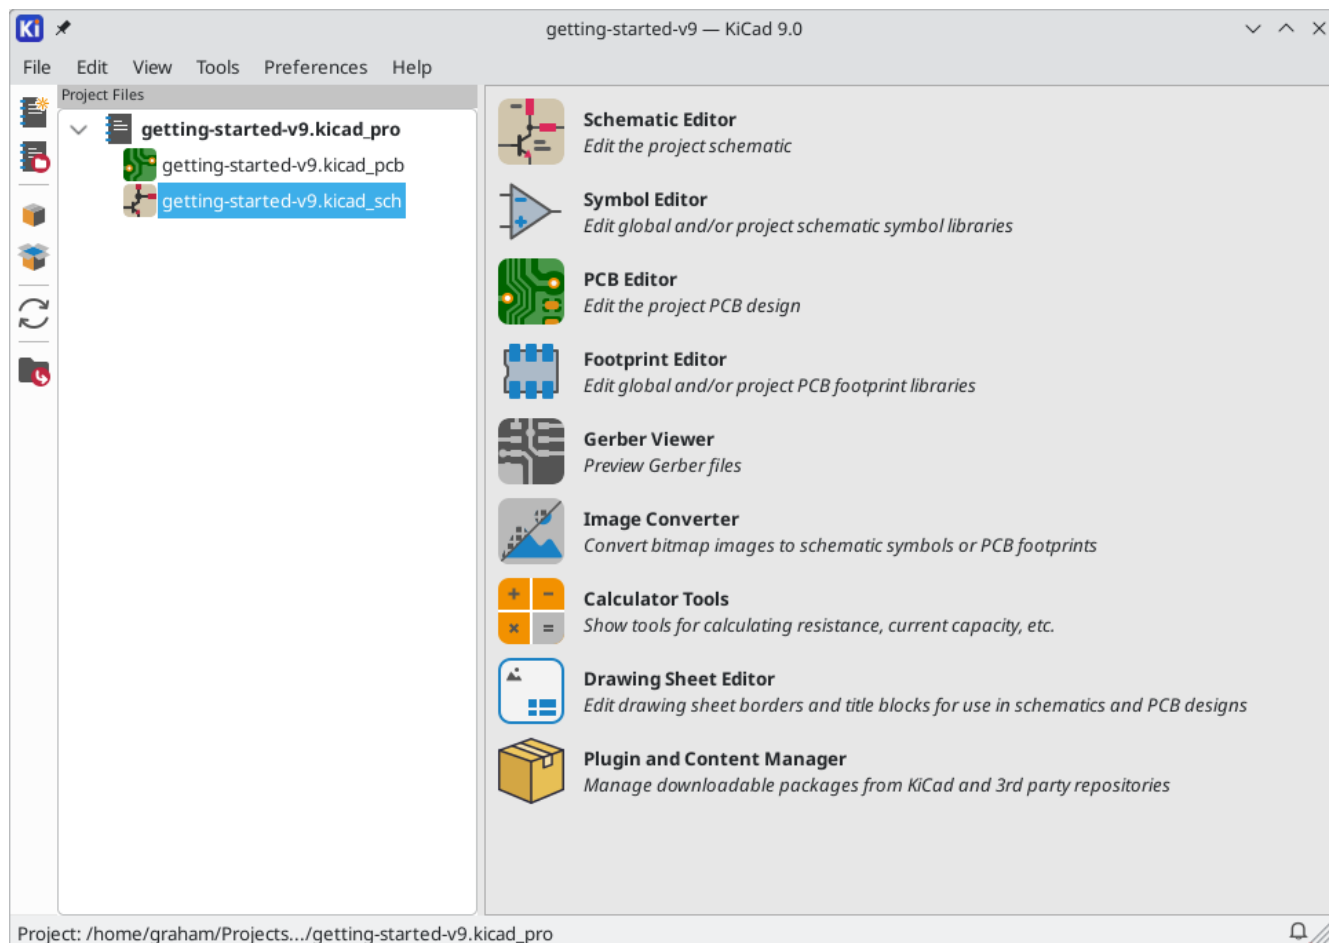 Ki
getting-started-v9 — KiCad 9.0
File Edit View Tools Preferences Help
Project Files
getting-started-v9.kicad_pro
getting-started-v9.kicad_pcb
getting-started-v9.kicad_sch
Schematic Editor
Edit the project schematic
Symbol Editor
Edit global and/or project schematic symbol libraries
PCB Editor
Edit the project PCB design
Footprint Editor
Edit global and/or project PCB footprint libraries
Gerber Viewer
Preview Gerber files
Image Converter
Convert bitmap images to schematic symbols or PCB footprints
Calculator Tools
Show tools for calculating resistance, current capacity, etc.
Drawing Sheet Editor
Edit drawing sheet borders and title blocks for use in schematics and PCB designs
Plugin and Content Manager
Manage downloadable packages from KiCad and 3rd party repositories
Project: /home/graham/Projects.../getting-started-v9.kicad_pro